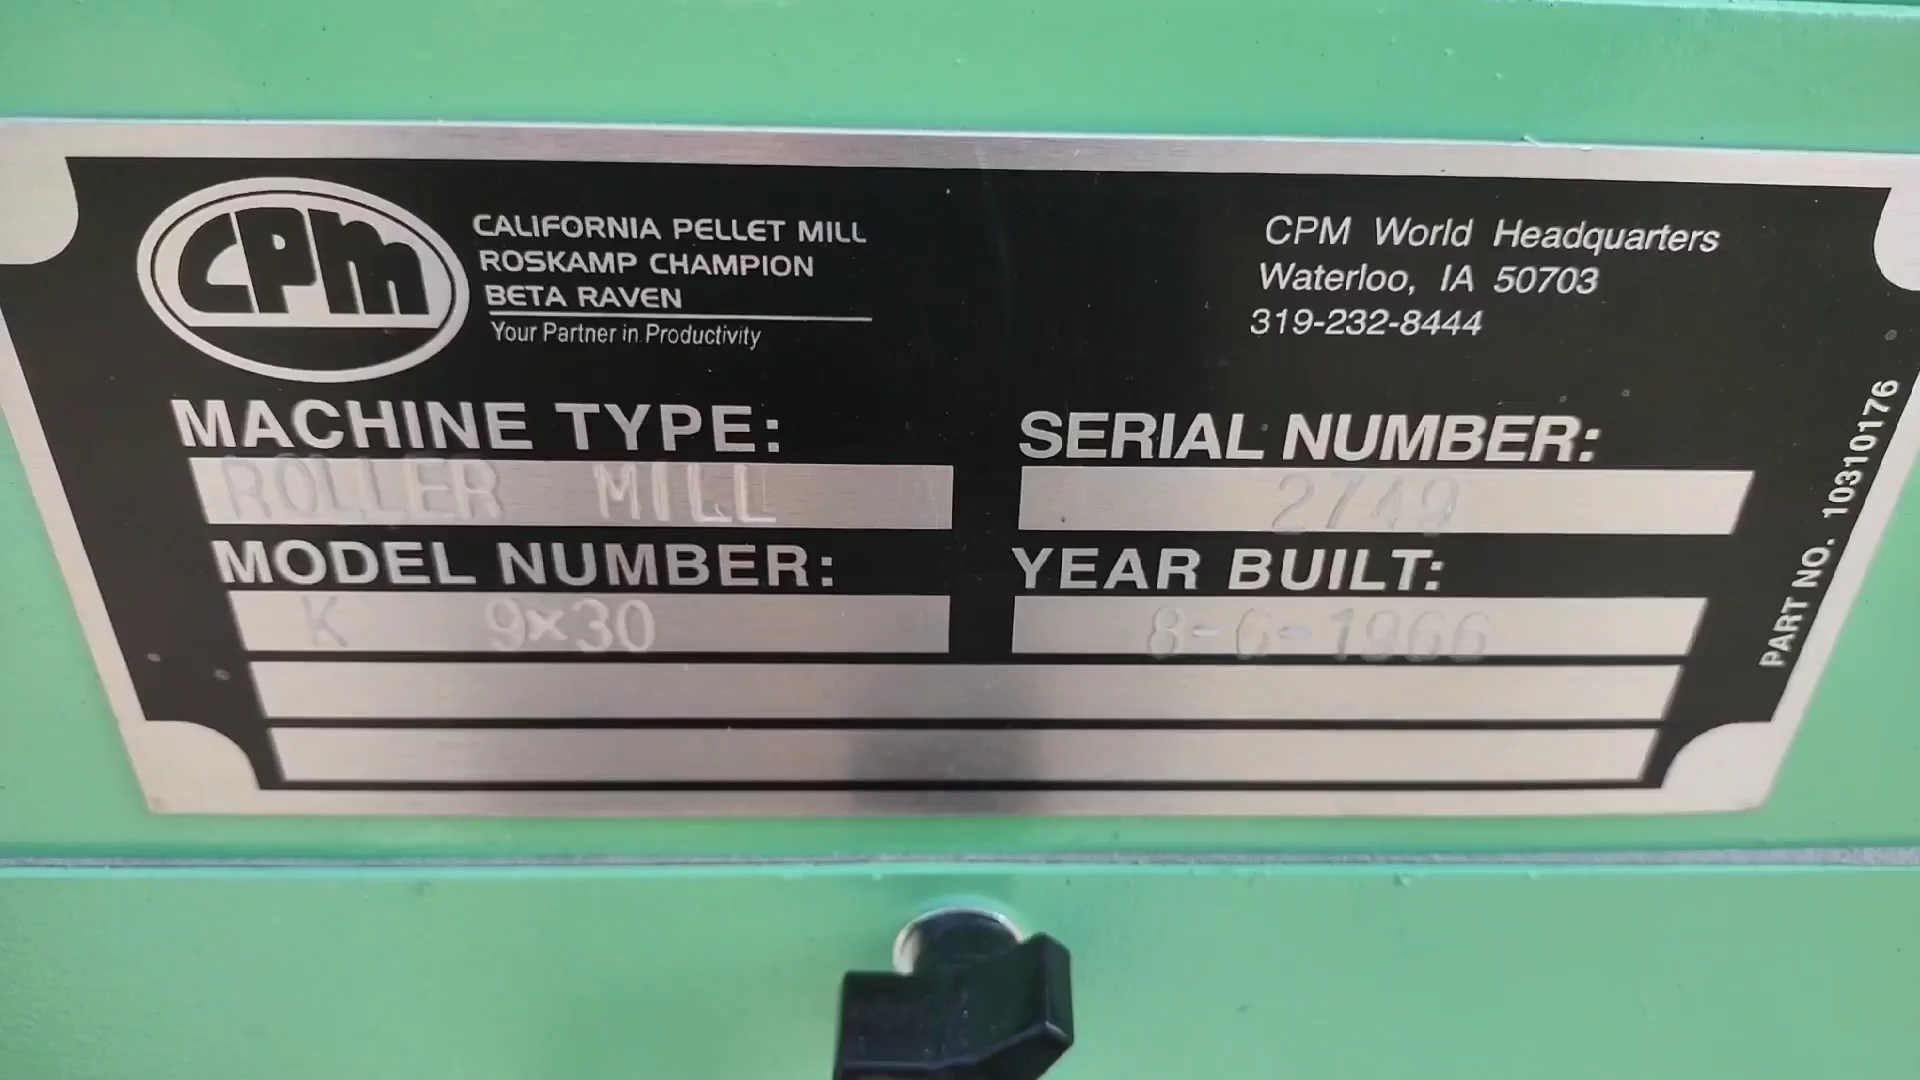 CPM
CALIFORNIA PELLET MILL
ROSKAMP CHAMPION
BETA RAVEN
Your Partner in Productivity
CPM World Headquarters
Waterloo, IA 50703
319-232-8444
MACHINE TYPE:
ROLLER MILL
SERIAL NUMBER:
2749
MODEL NUMBER:
K 9x30
YEAR BUILT:
8-6-1966
PART NO. 10310176